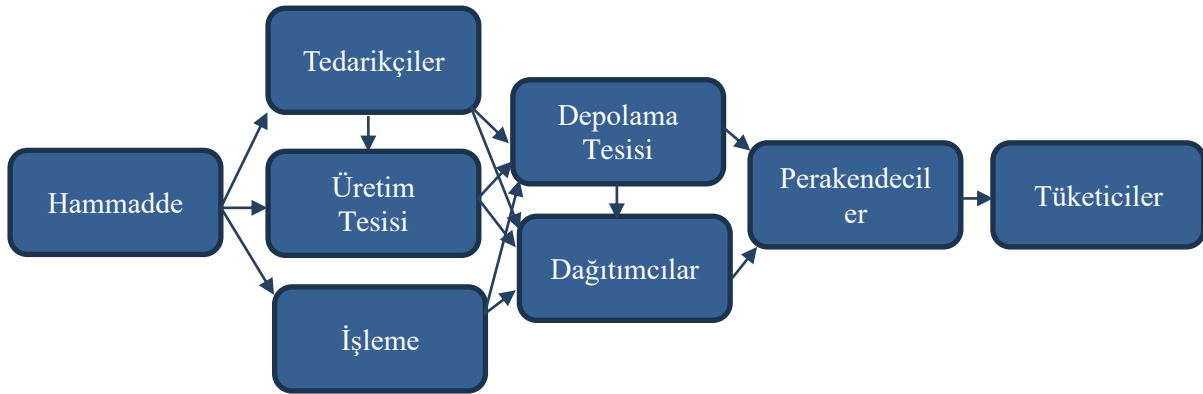 Hammadde
Tedarikçiler
Üretim
Tesisi
İşleme
Depolama
Tesisi
Dağıtımcılar
Perakendecil
er
Tüketiciler